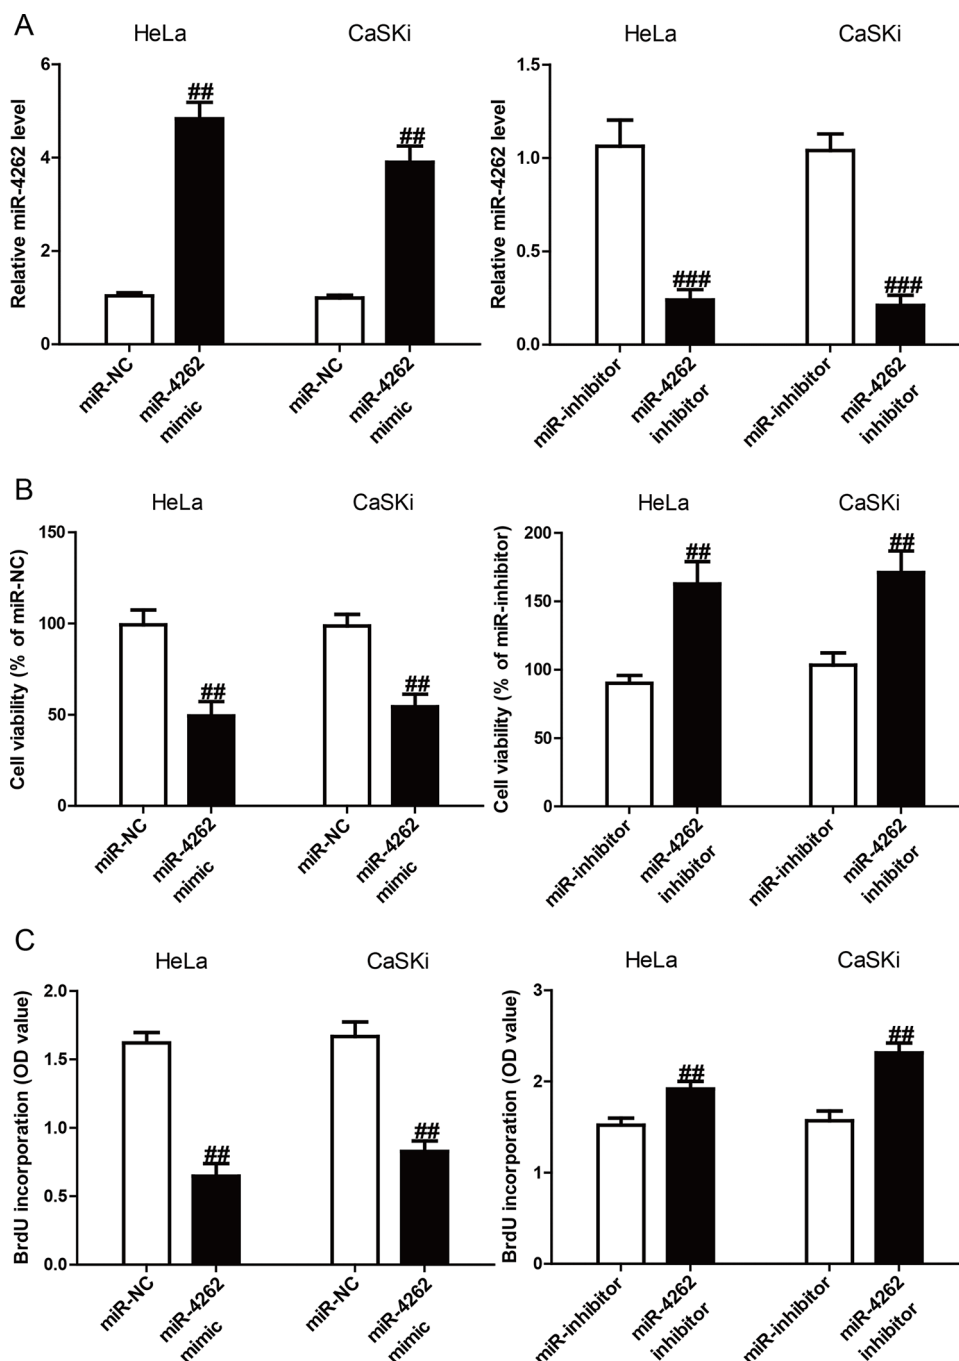 A
HeLa
CaSKi
Relative miR-4262 level
6
4
2
0
##
##
miR-NC
miR-4262
mimic
miR-NC
miR-4262
mimic
HeLa
CaSKi
Relative miR-4262 level
1.5
1.0
0.5
0.0
###
###
miR-inhibitor
miR-4262
inhibitor
miR-inhibitor
miR-4262
inhibitor
B
HeLa
CaSKi
Cell viability (% of miR-NC)
150
100
50
0
##
##
miR-NC
miR-4262
mimic
miR-NC
miR-4262
mimic
HeLa
CaSKi
Cell viability (% of miR-inhibitor)
200
150
100
50
0
##
##
miR-inhibitor
miR-4262
inhibitor
miR-inhibitor
miR-4262
inhibitor
C
HeLa
CaSKi
BrdU incorporation (OD value)
2.0
1.5
1.0
0.5
0.0
##
##
miR-NC
miR-4262
mimic
miR-NC
miR-4262
mimic
HeLa
CaSKi
BrdU incorporation (OD value)
3
2
1
0
##
##
miR-inhibitor
miR-4262
inhibitor
miR-inhibitor
miR-4262
inhibitor